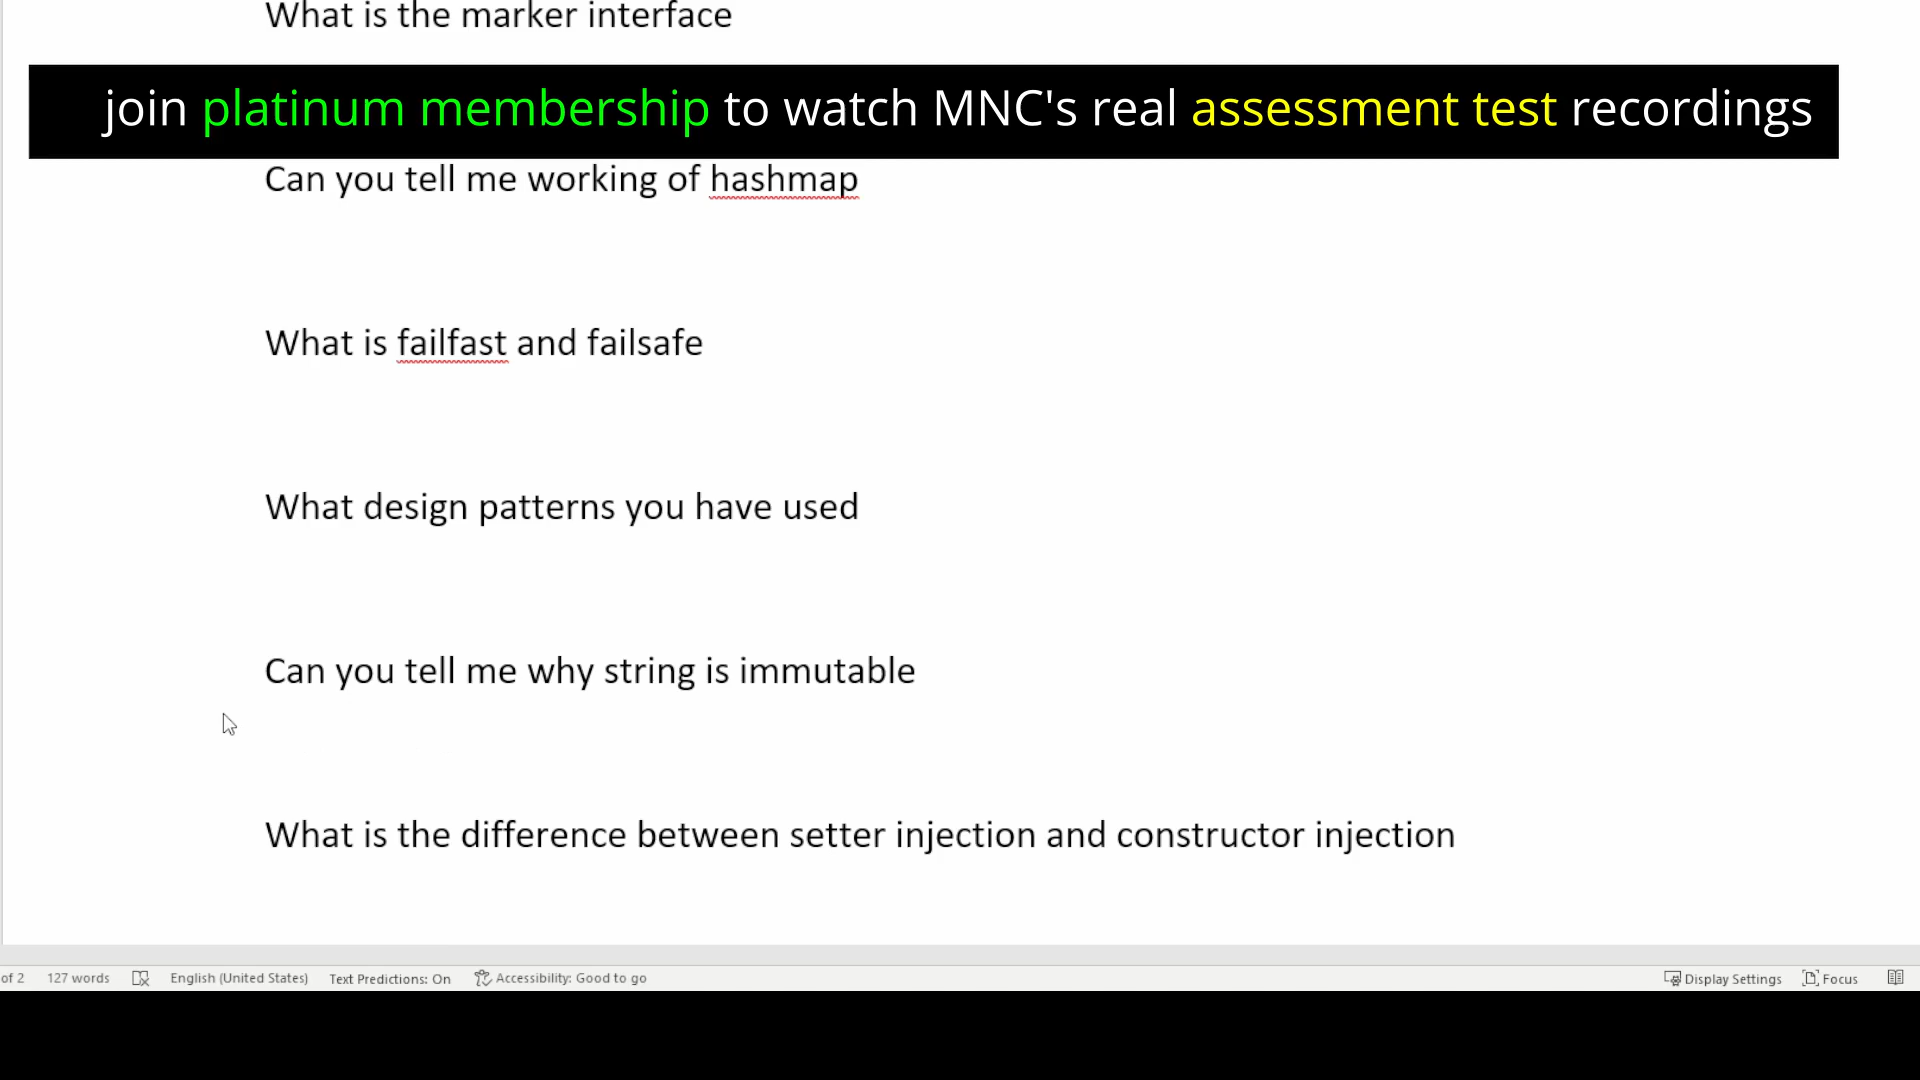 What is the marker interface
join platinum membership to watch MNC's real assessment test recordings
Can you tell me working of hashmap
What is failfast and failsafe
What design patterns you have used
Can you tell me why string is immutable
What is the difference between setter injection and constructor injection
of 2 127 words English (United States) Text Predictions: On Accessibility: Good to go Display Settings Focus